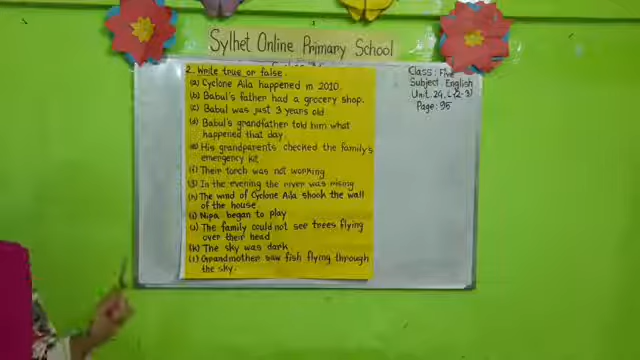 Sylhet Online Primary School
2. Write true or false.
(a) Cyclone Aila happened in 2010.
(b) Babul's father had a grocery shop.
(c) Babul was just 3 years old
(d) Babul's grandfather told him what
happened that day.
(e) His grandparents checked the family's
emergency kit.
(f) Their torch was not working
(g) In the evening the river was rising
(h) The wind of Cyclone Aila shook the wall
of the house
(i) Nipa began to play
(j) The family could not see trees flying
over their head
(k) The sky was dark
(l) Grandmother saw fish flying through
the sky.
Class: Five
Subject: English
Unit: 24, L(2-3)
Page: 95